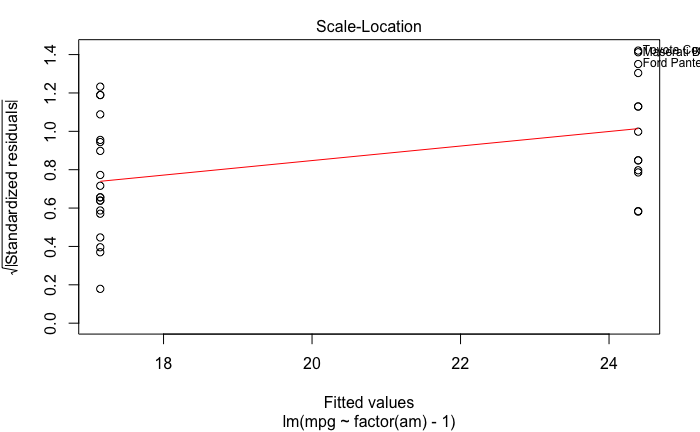 Scale-Location
√|Standardized residuals|
1.4
1.2
1.0
0.8
0.6
0.4
0.2
0.0
Ford Pante
18
20
22
24
Fitted values
lm(mpg ~ factor(am) - 1)